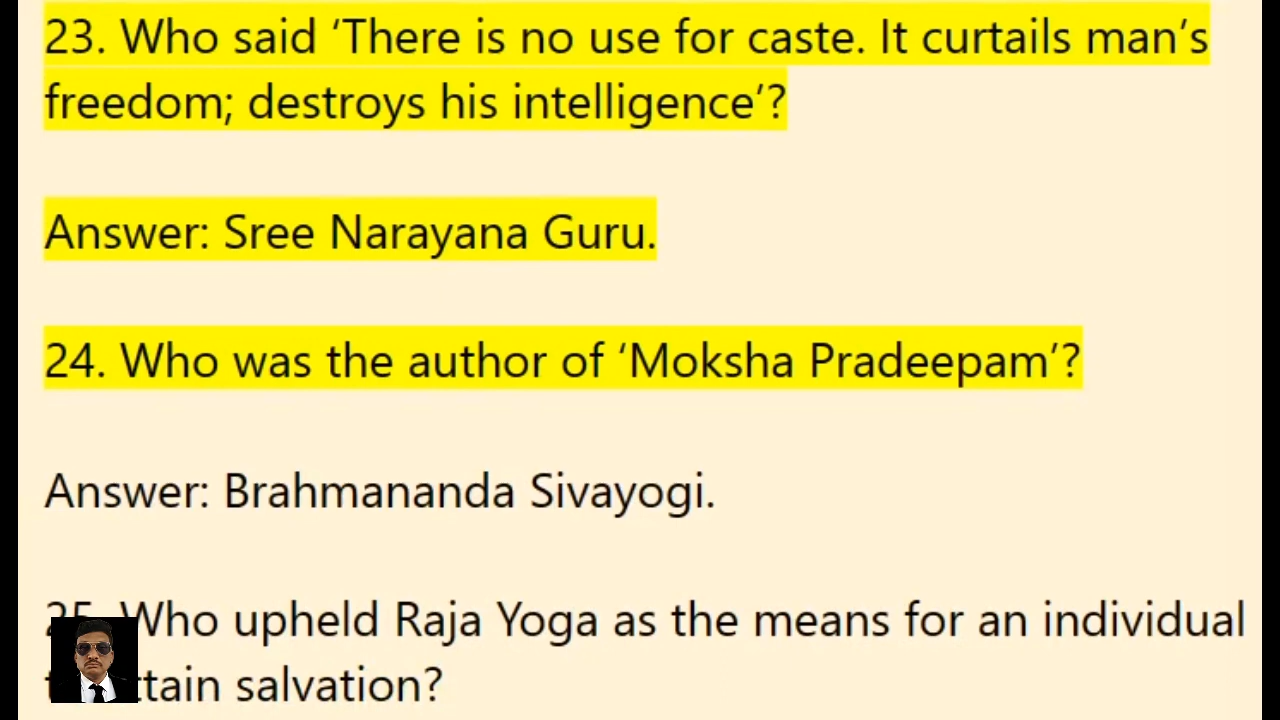 23. Who said ‘There is no use for caste. It curtails man’s
freedom; destroys his intelligence’?
Answer: Sree Narayana Guru.
24. Who was the author of ‘Moksha Pradeepam’?
Answer: Brahmananda Sivayogi.
25. Who upheld Raja Yoga as the means for an individual
salvation?